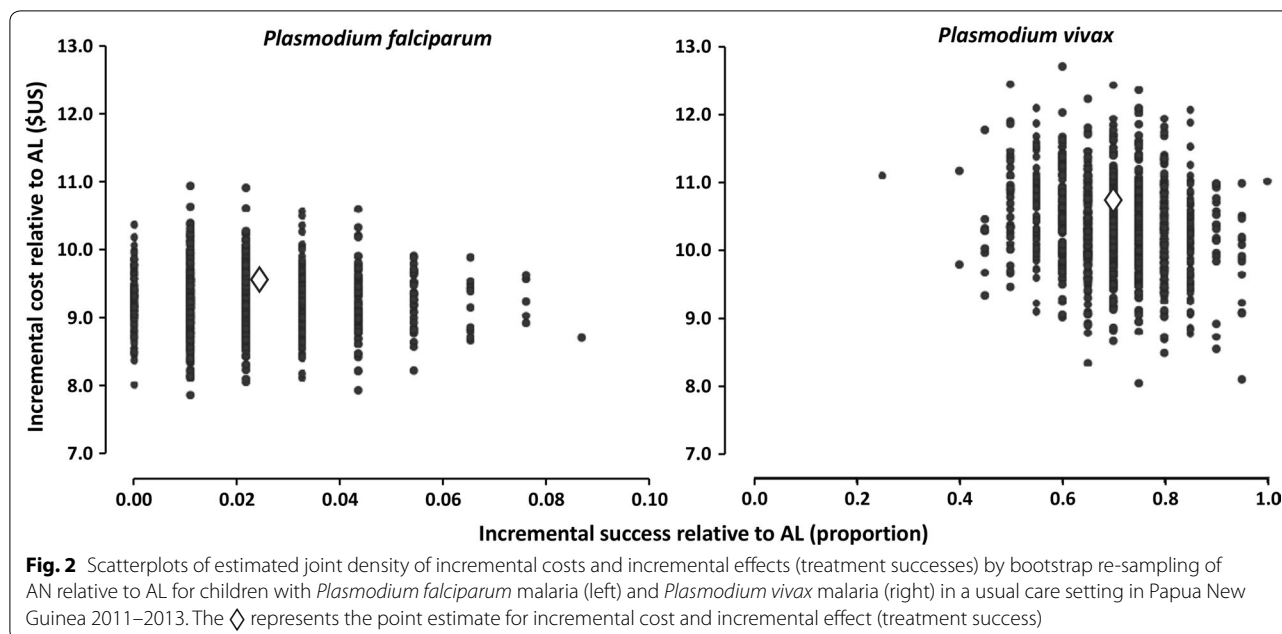 Plasmodium falciparum
Plasmodium vivax
Incremental cost relative to AL ($US)
13.0
12.0
11.0
10.0
9.0
8.0
7.0
0.00 0.02 0.04 0.06 0.08 0.10
13.0
12.0
11.0
10.0
9.0
8.0
7.0
0.0 0.2 0.4 0.6 0.8 1.0
Incremental success relative to AL (proportion)
Fig. 2 Scatterplots of estimated joint density of incremental costs and incremental effects (treatment successes) by bootstrap re-sampling of
AN relative to AL for children with Plasmodium falciparum malaria (left) and Plasmodium vivax malaria (right) in a usual care setting in Papua New
Guinea 2011–2013. The ◊ represents the point estimate for incremental cost and incremental effect (treatment success)